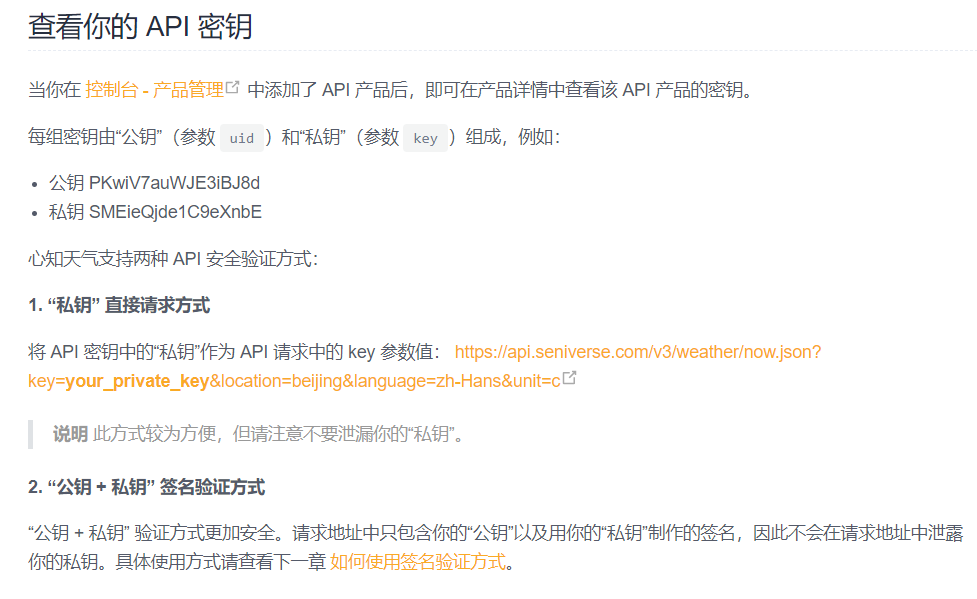 查看你的 API 密钥
当你在 控制台 - 产品管理 中添加了 API 产品后，即可在产品详情中查看该 API 产品的密钥。
每组密钥由“公钥”（参数 uid ）和“私钥”（参数 key ）组成，例如：
• 公钥 PKwiV7auWJE3iBJ8d
• 私钥 SMEieQjde1C9eXnbE
心知天气支持两种 API 安全验证方式：
1. “私钥” 直接请求方式
将 API 密钥中的“私钥”作为 API 请求中的 key 参数值： https://api.seniverse.com/v3/weather/now.json?
key=your_private_key&location=beijing&language=zh-Hans&unit=c
说明 此方式较为方便，但请注意不要泄漏你的“私钥”。
2. “公钥 + 私钥” 签名验证方式
“公钥 + 私钥” 验证方式更加安全。请求地址中只包含你的“公钥”以及用你的“私钥”制作的签名，因此不会在请求地址中泄露
你的私钥。具体使用方式请查看下一章 如何使用签名验证方式。